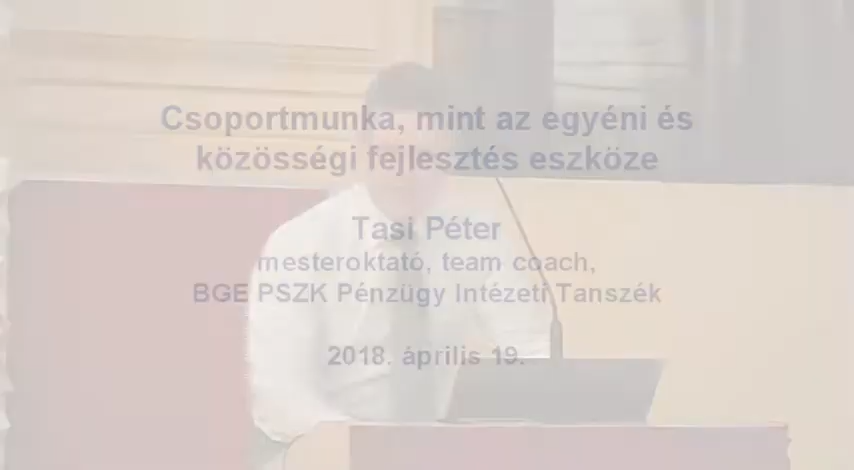 Csoportmunka, mint az egyéni és
közösségi fejlesztés eszköze
Tasi Péter
mesteroktató, team coach,
BGE PSZK Pénzügy Intézeti Tanszék
2018. április 19.